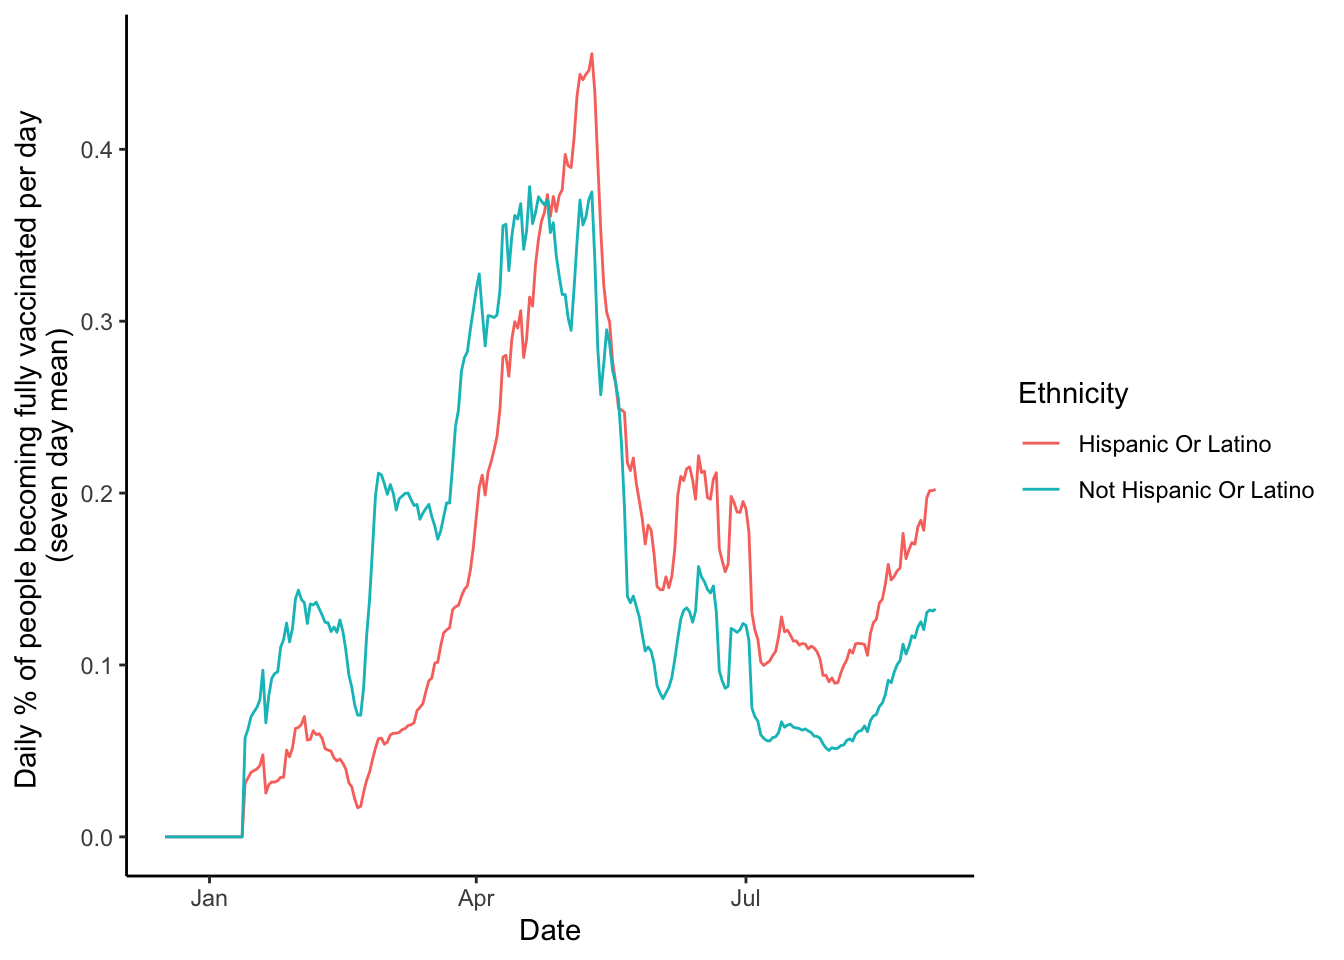 Daily % of people becoming fully vaccinated per day
(seven day mean)
0.4
0.3
0.2
0.1
0.0
Jan
Apr
Jul
Date
Ethnicity
Hispanic Or Latino
Not Hispanic Or Latino